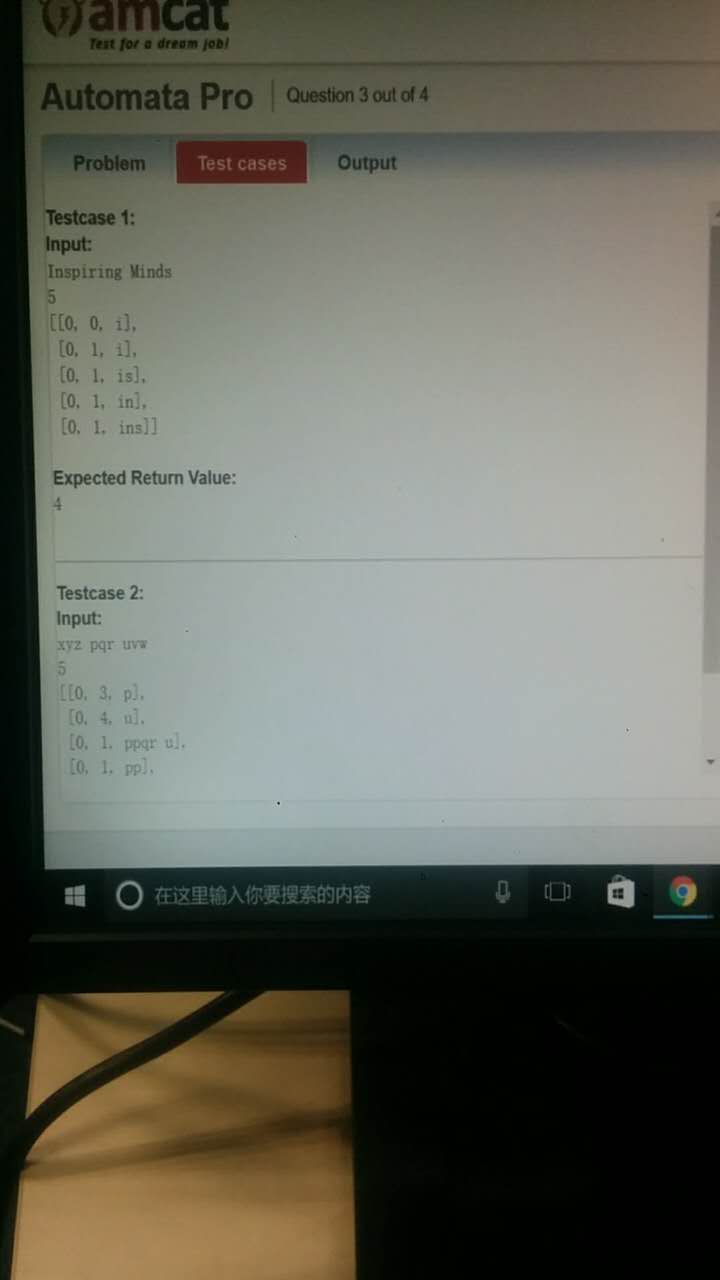 amcat
Test for a dream job!
Automata Pro | Question 3 out of 4
Problem Test cases Output
Testcase 1:
Input:
Inspiring Minds
5
[[0, 0, i],
[0, 1, i],
[0, 1, is],
[0, 1, in],
[0, 1, ins]]
Expected Return Value:
4
Testcase 2:
Input:
xyz pqr uvw
5
[[0, 3, p],
[0, 4, u],
[0, 1, ppqr u],
[0, 1, pp],
在这里输入你要搜索的内容